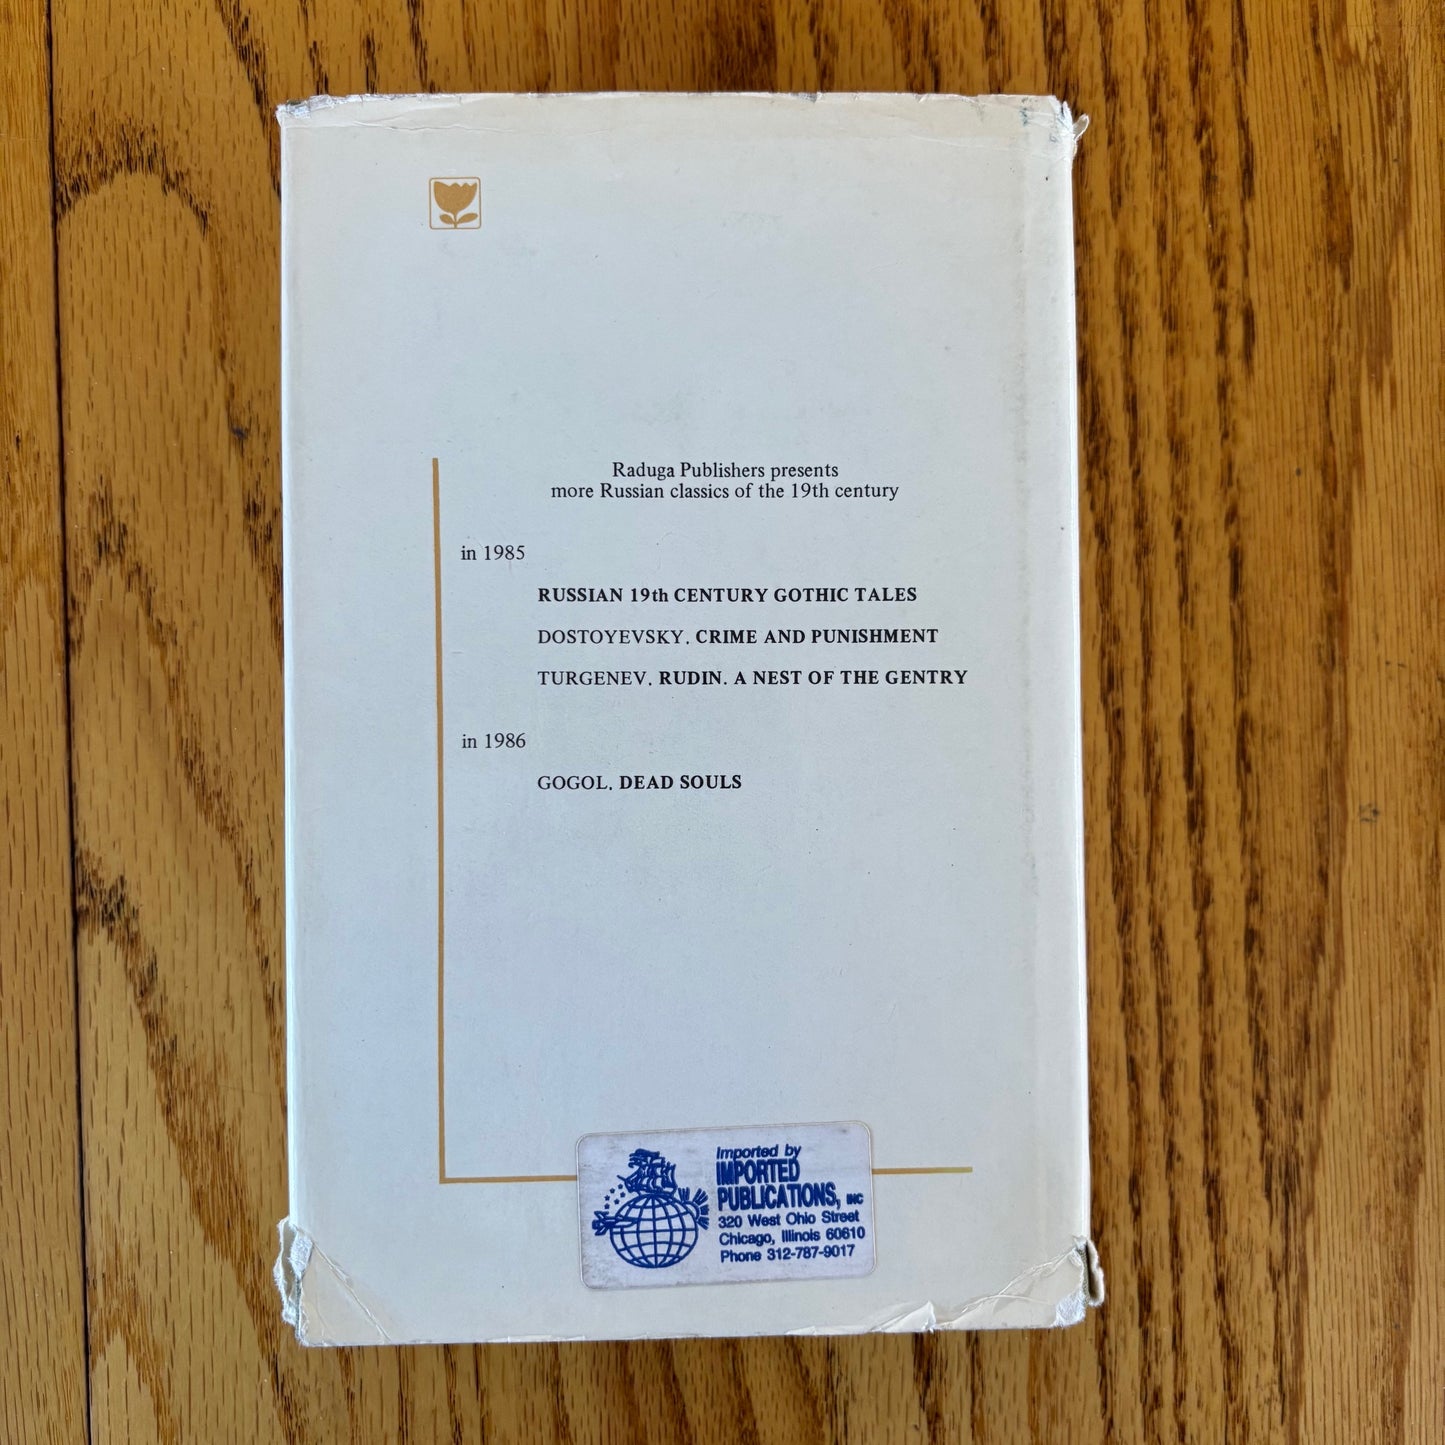 Raduga Publishers presents
more Russian classics of the 19th century
in 1985
RUSSIAN 19th CENTURY GOTHIC TALES
DOSTOYEVSKY. CRIME AND PUNISHMENT
TURGENEV. RUDIN. A NEST OF THE GENTRY
in 1986
GOGOL. DEAD SOULS
Imported by
IMPORTED
PUBLICATIONS, INC
320 West Ohio Street
Chicago, Illinois 60610
Phone 312-787-9017